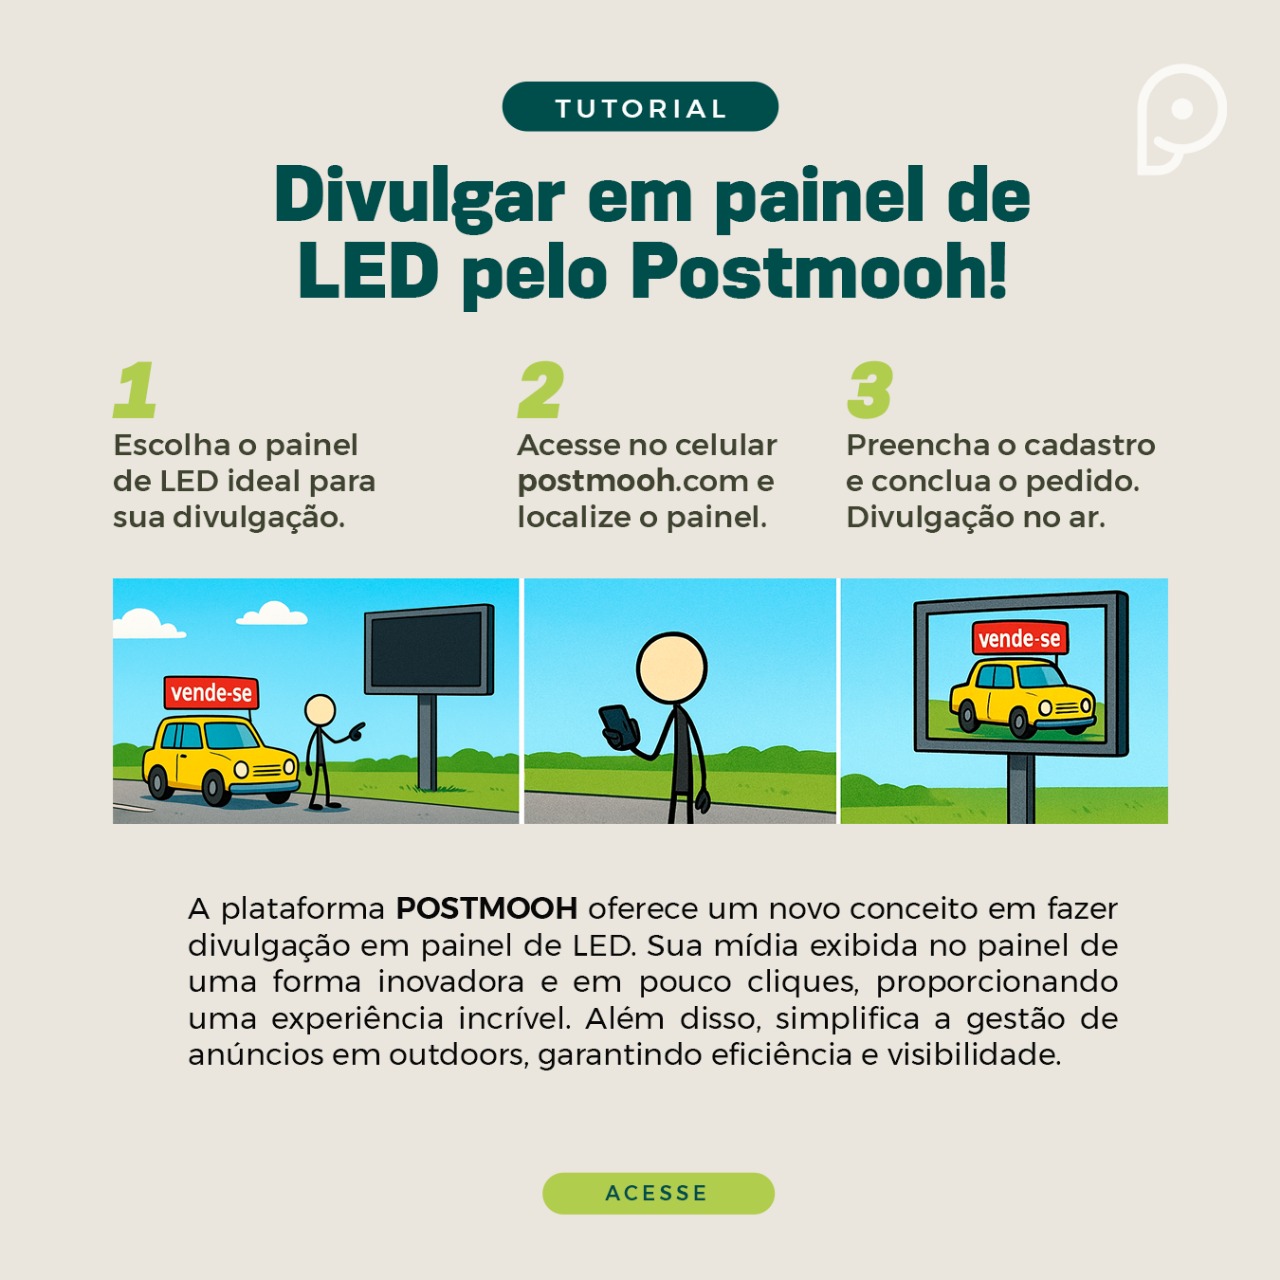 TUTORIAL
Divulgar em painel de
LED pelo Postmooh!
1
Escolha o painel
de LED ideal para
sua divulgação.
2
Acesse no celular
postmooh.com e
localize o painel.
3
Preencha o cadastro
e conclua o pedido.
Divulgação no ar.
vende-se
vende-se
A plataforma POSTMOOH oferece um novo conceito em fazer
divulgação em painel de LED. Sua mídia exibida no painel de
uma forma inovadora e em pouco cliques, proporcionando
uma experiência incrível. Além disso, simplifica a gestão de
anúncios em outdoors, garantindo eficiência e visibilidade.
ACESSE